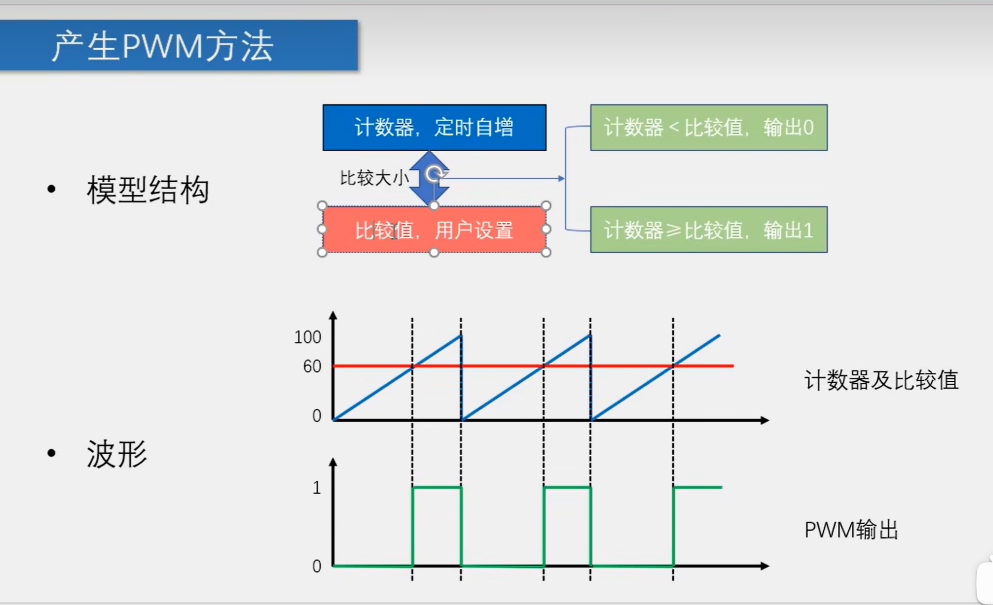 产生PWM方法
计数器，定时自增
计数器＜比较值，输出0
比较大小
• 模型结构
比较值，用户设置
计数器≥比较值，输出1
100
60
0
计数器及比较值
• 波形
1
0
PWM输出